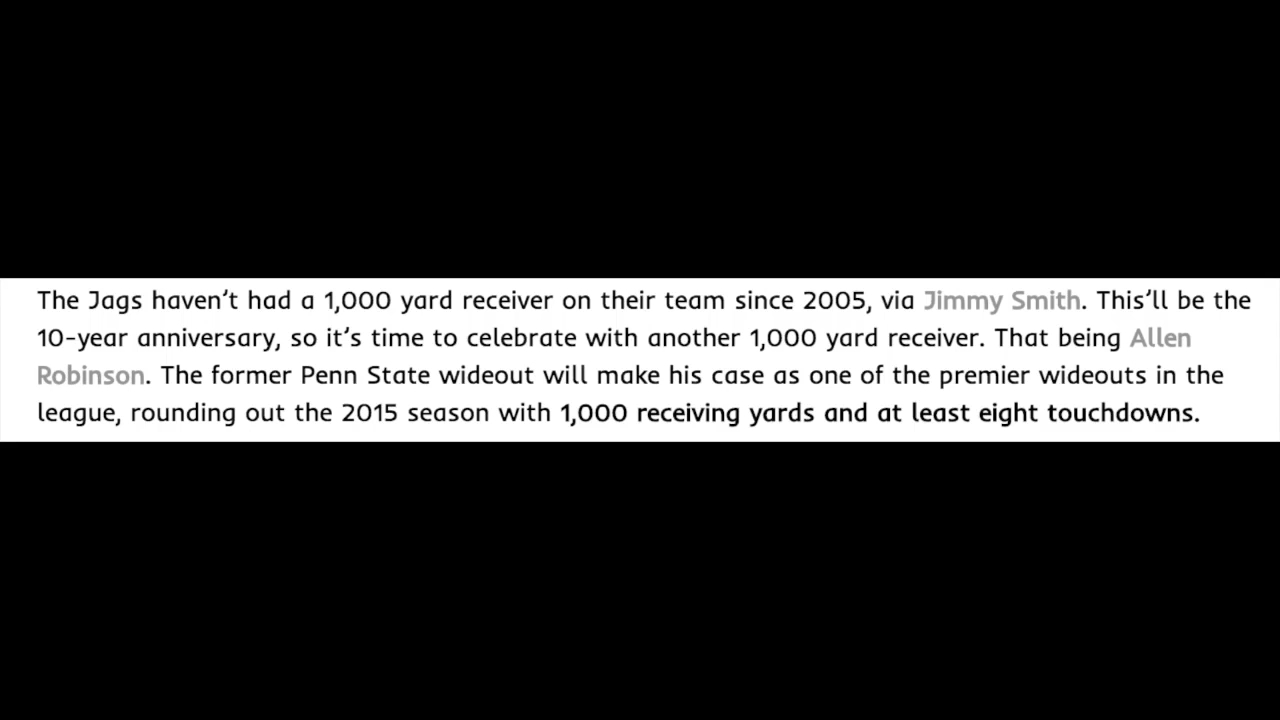 The Jags haven't had a 1,000 yard receiver on their team since 2005, via Jimmy Smith. This'll be the
10-year anniversary, so it's time to celebrate with another 1,000 yard receiver. That being Allen
Robinson. The former Penn State wideout will make his case as one of the premier wideouts in the
league, rounding out the 2015 season with 1,000 receiving yards and at least eight touchdowns.